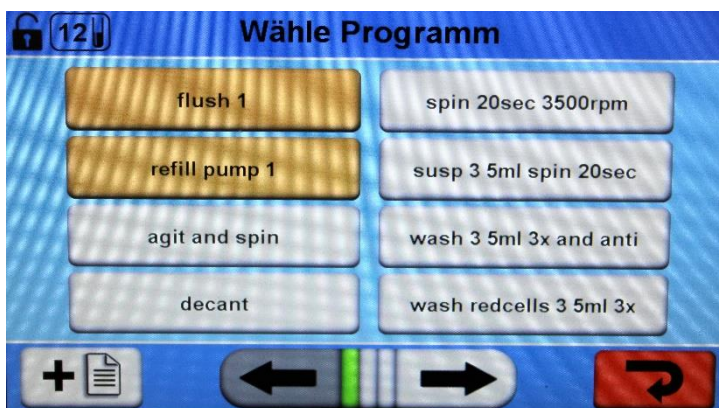 12
Wähle Programm
flush 1
refill pump 1
agit and spin
decant
spin 20sec 3500rpm
susp 3 5ml spin 20sec
wash 3 5ml 3x and anti
wash redcells 3 5ml 3x